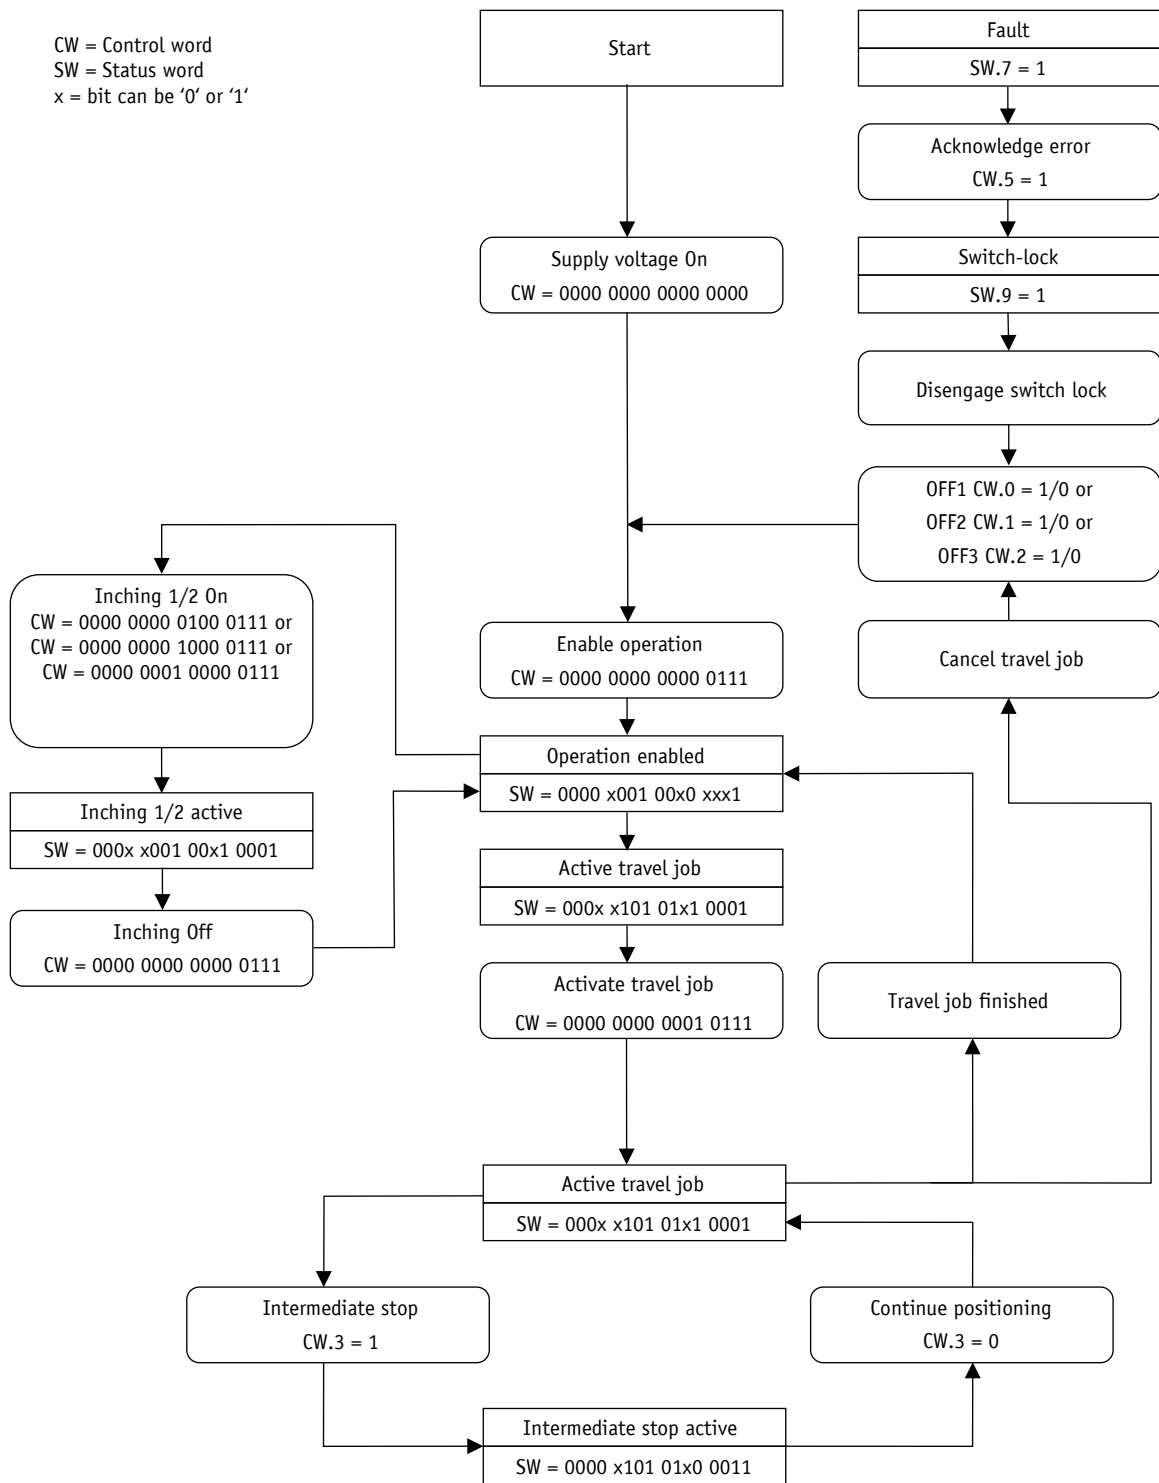 CW = Control word
SW = Status word
x = bit can be ‘0‘ or ‘1‘
Start
Fault
SW.7 = 1
Acknowledge error
CW.5 = 1
Supply voltage On
CW = 0000 0000 0000 0000
Switch-lock
SW.9 = 1
Disengage switch lock
OFF1 CW.0 = 1/0 or
OFF2 CW.1 = 1/0 or
OFF3 CW.2 = 1/0
Inching 1/2 On
CW = 0000 0000 0100 0111 or
CW = 0000 0000 1000 0111 or
CW = 0000 0001 0000 0111
Enable operation
CW = 0000 0000 0000 0111
Cancel travel job
Operation enabled
SW = 0000 x001 00x0 xxx1
Inching 1/2 active
SW = 000x x001 00x1 0001
Active travel job
SW = 000x x101 01x1 0001
Inching Off
CW = 0000 0000 0000 0111
Activate travel job
CW = 0000 0000 0001 0111
Travel job finished
Active travel job
SW = 000x x101 01x1 0001
Intermediate stop
CW.3 = 1
Continue positioning
CW.3 = 0
Intermediate stop active
SW = 0000 x101 01x0 0011